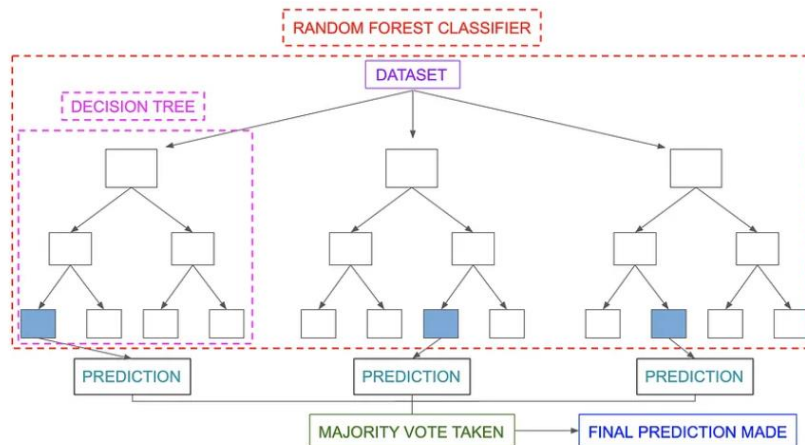 RANDOM FOREST CLASSIFIER
DATASET
DECISION TREE
PREDICTION
PREDICTION
PREDICTION
MAJORITY VOTE TAKEN
FINAL PREDICTION MADE